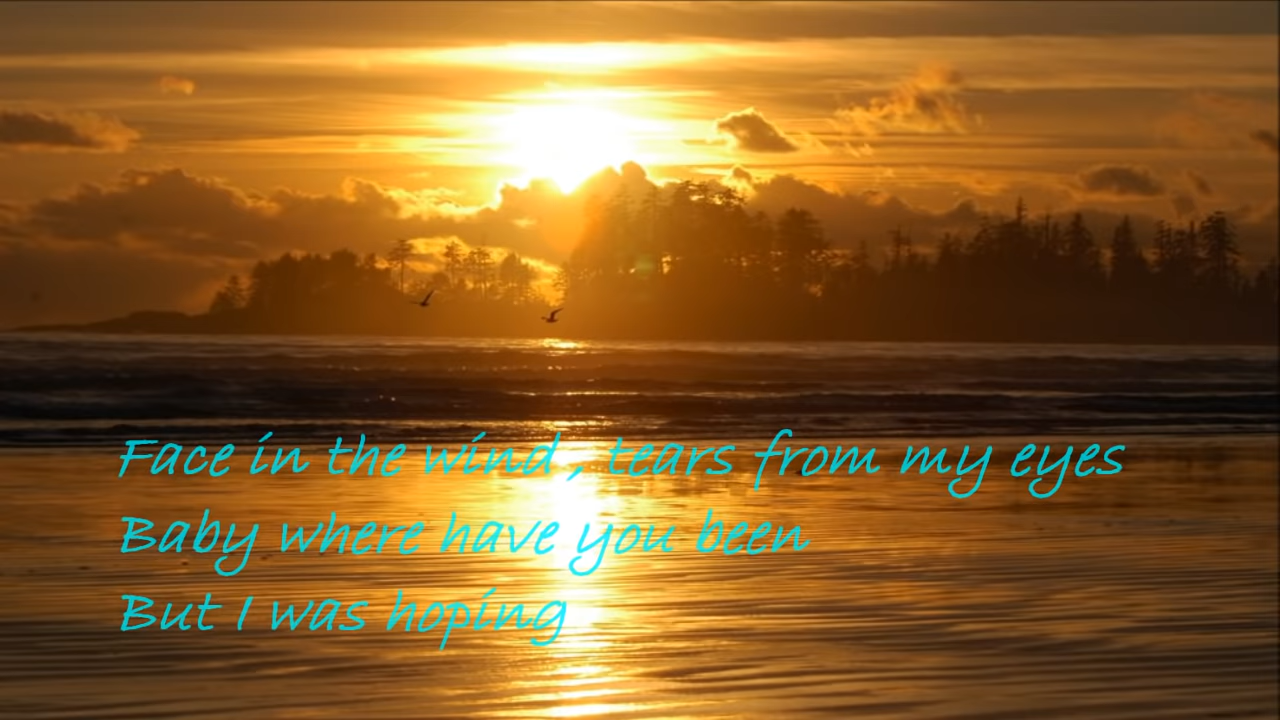 Face in the wind , tears from my eyes
Baby where have you been
But I was hoping